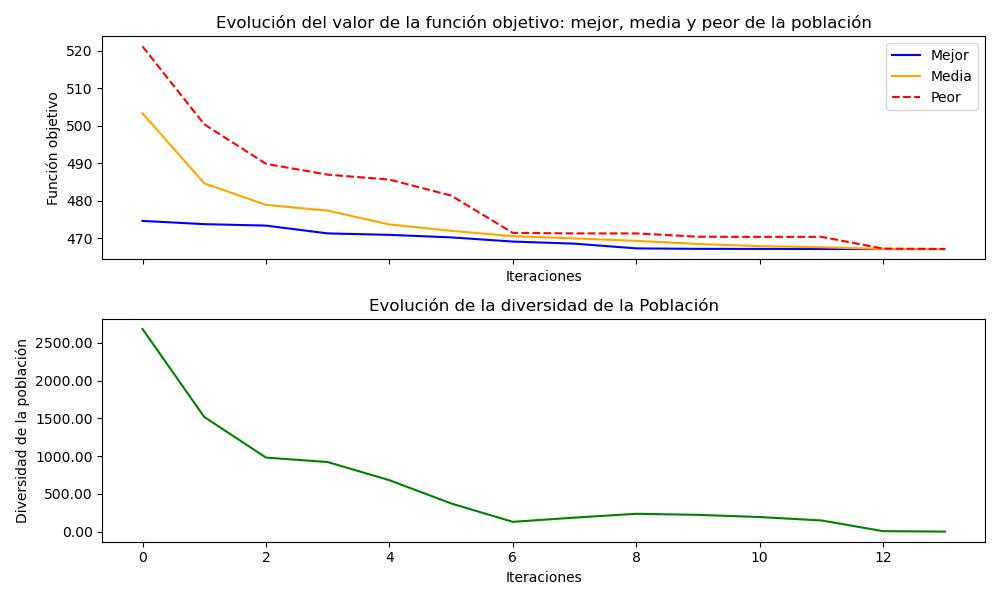 Evolución del valor de la función objetivo: mejor, media y peor de la población
520
510
500
490
480
470
Función objetivo
Mejor
Media
Peor
Iteraciones
Evolución de la diversidad de la Población
2500.00
2000.00
1500.00
1000.00
500.00
0.00
Diversidad de la población
0 2 4 6 8 10 12
Iteraciones